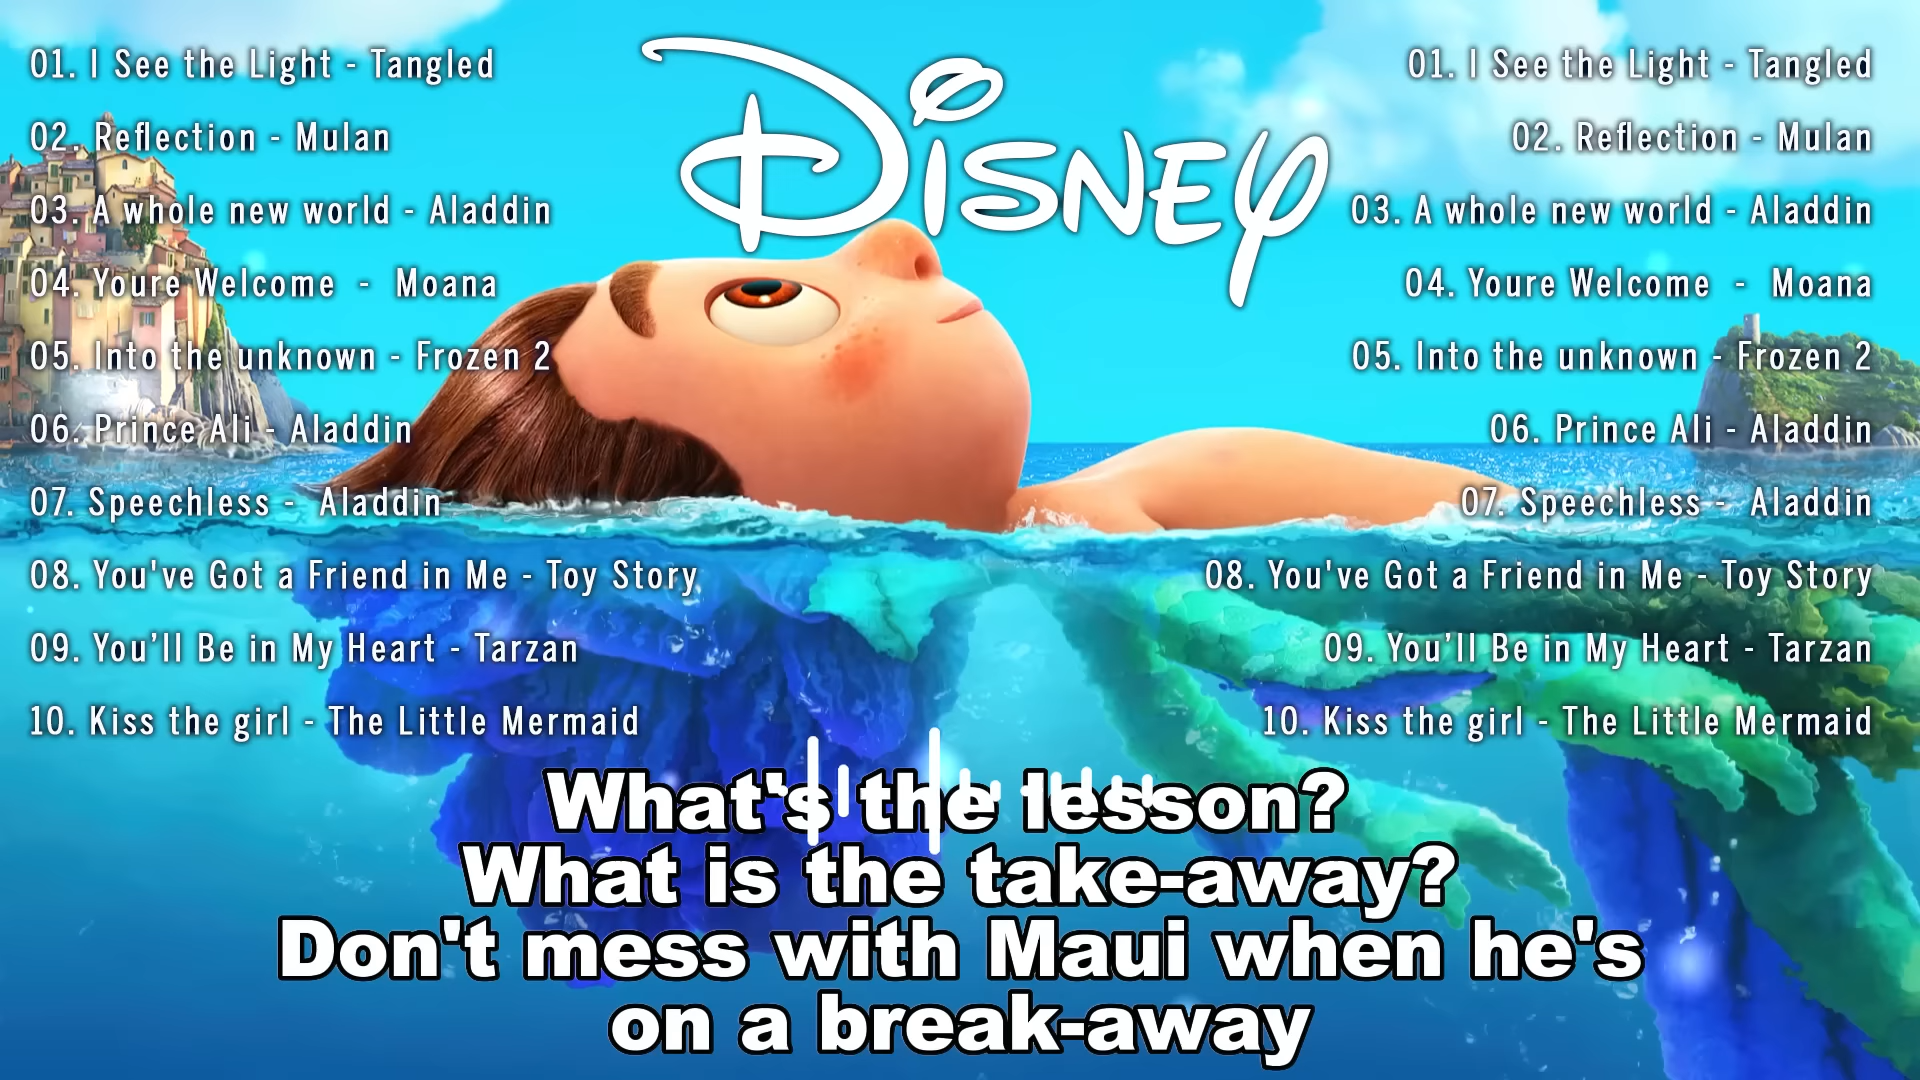 DISNEY
01. I See the Light - Tangled
02. Reflection - Mulan
03. A whole new world - Aladdin
04. Youre Welcome - Moana
05. Into the unknown - Frozen 2
06. Prince Ali - Aladdin
07. Speechless - Aladdin
08. You've Got a Friend in Me - Toy Story
09. You’ll Be in My Heart - Tarzan
10. Kiss the girl - The Little Mermaid
01. I See the Light - Tangled
02. Reflection - Mulan
03. A whole new world - Aladdin
04. Youre Welcome - Moana
05. Into the unknown - Frozen 2
06. Prince Ali - Aladdin
07. Speechless - Aladdin
08. You've Got a Friend in Me - Toy Story
09. You’ll Be in My Heart - Tarzan
10. Kiss the girl - The Little Mermaid
What's the lesson?
What is the take-away?
Don't mess with Maui when he's
on a break-away